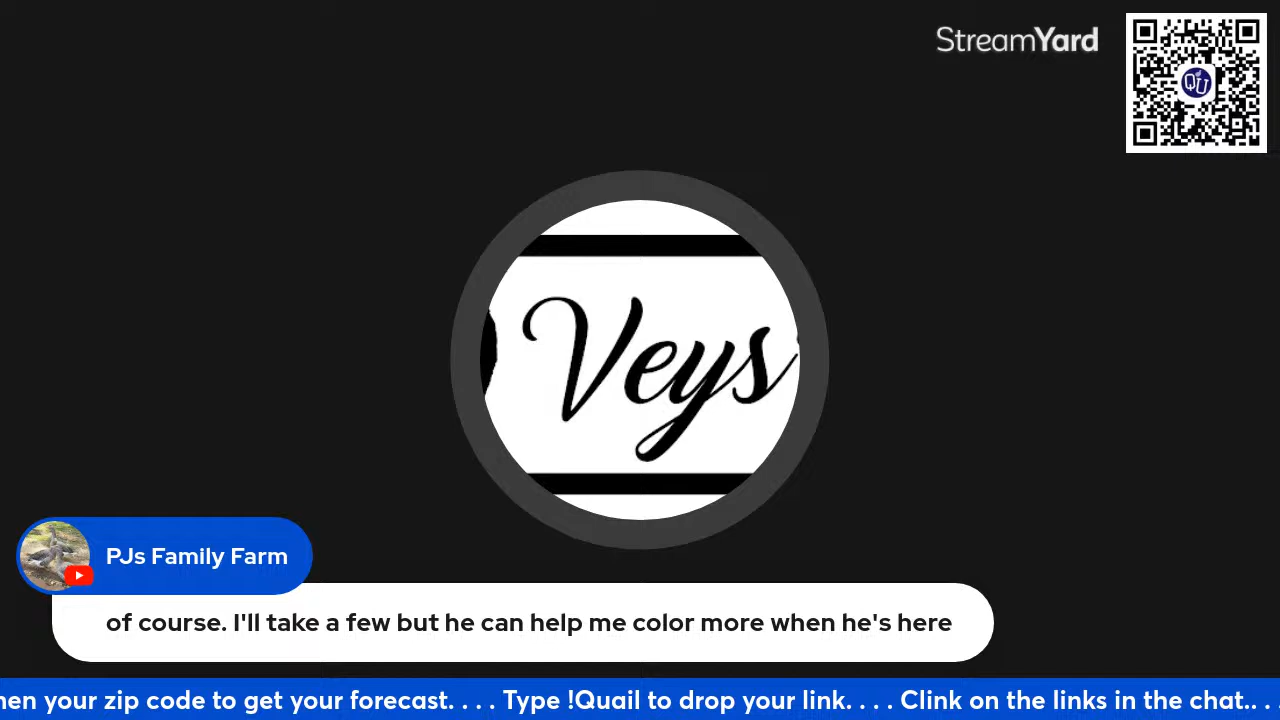 StreamYard
QU
Veys
PJs Family Farm
of course. I'll take a few but he can help me color more when he's here
your zip code to get your forecast. . . . Type !Quail to drop your link. . . . Clink on the links in the chat.. . .